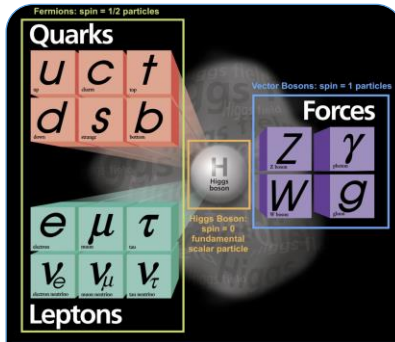 Fermions: spin = 1/2 particles
Quarks
u c t
up charm top
d s b
down strange bottom
Vector Bosons: spin = 1 particles
Forces
Z γ
Z boson photon
W g
W boson gluon
H
Higgs
boson
Higgs Boson:
spin = 0
fundamental
scalar particle
e μ τ
electron muon tau
νe νμ ντ
electron neutrino muon neutrino tau neutrino
Leptons